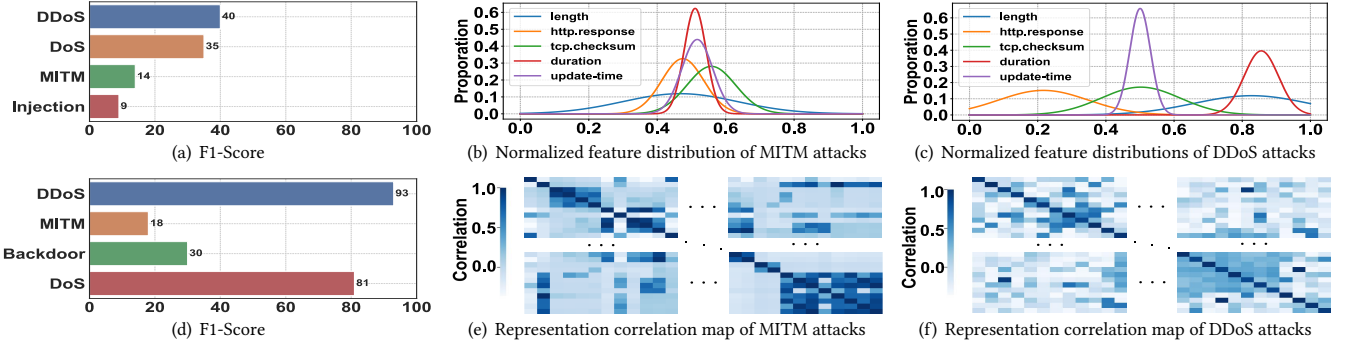 DDoS
40
DoS
35
MITM
14
Injection
9
0 20 40 60 80 100
(a) F1-Score
Proporation
0.6
0.5
0.4
0.3
0.2
0.1
0.0
length
http.response
tcp.checksum
duration
update-time
0.0 0.2 0.4 0.6 0.8 1.0
(b) Normalized feature distribution of MITM attacks
Proporation
0.6
0.5
0.4
0.3
0.2
0.1
0.0
length
http.response
tcp.checksum
duration
update-time
0.0 0.2 0.4 0.6 0.8 1.0
(c) Normalized feature distributions of DDoS attacks
DDoS
93
MITM
18
Backdoor
30
DoS
81
0 20 40 60 80 100
(d) F1-Score
Correlation
1.0
0.5
0.0
. . .
. . .
. . .
. . .
. . .
(e) Representation correlation map of MITM attacks
Correlation
1.0
0.5
0.0
. . .
. . .
. . .
. . .
. . .
(f) Representation correlation map of DDoS attacks